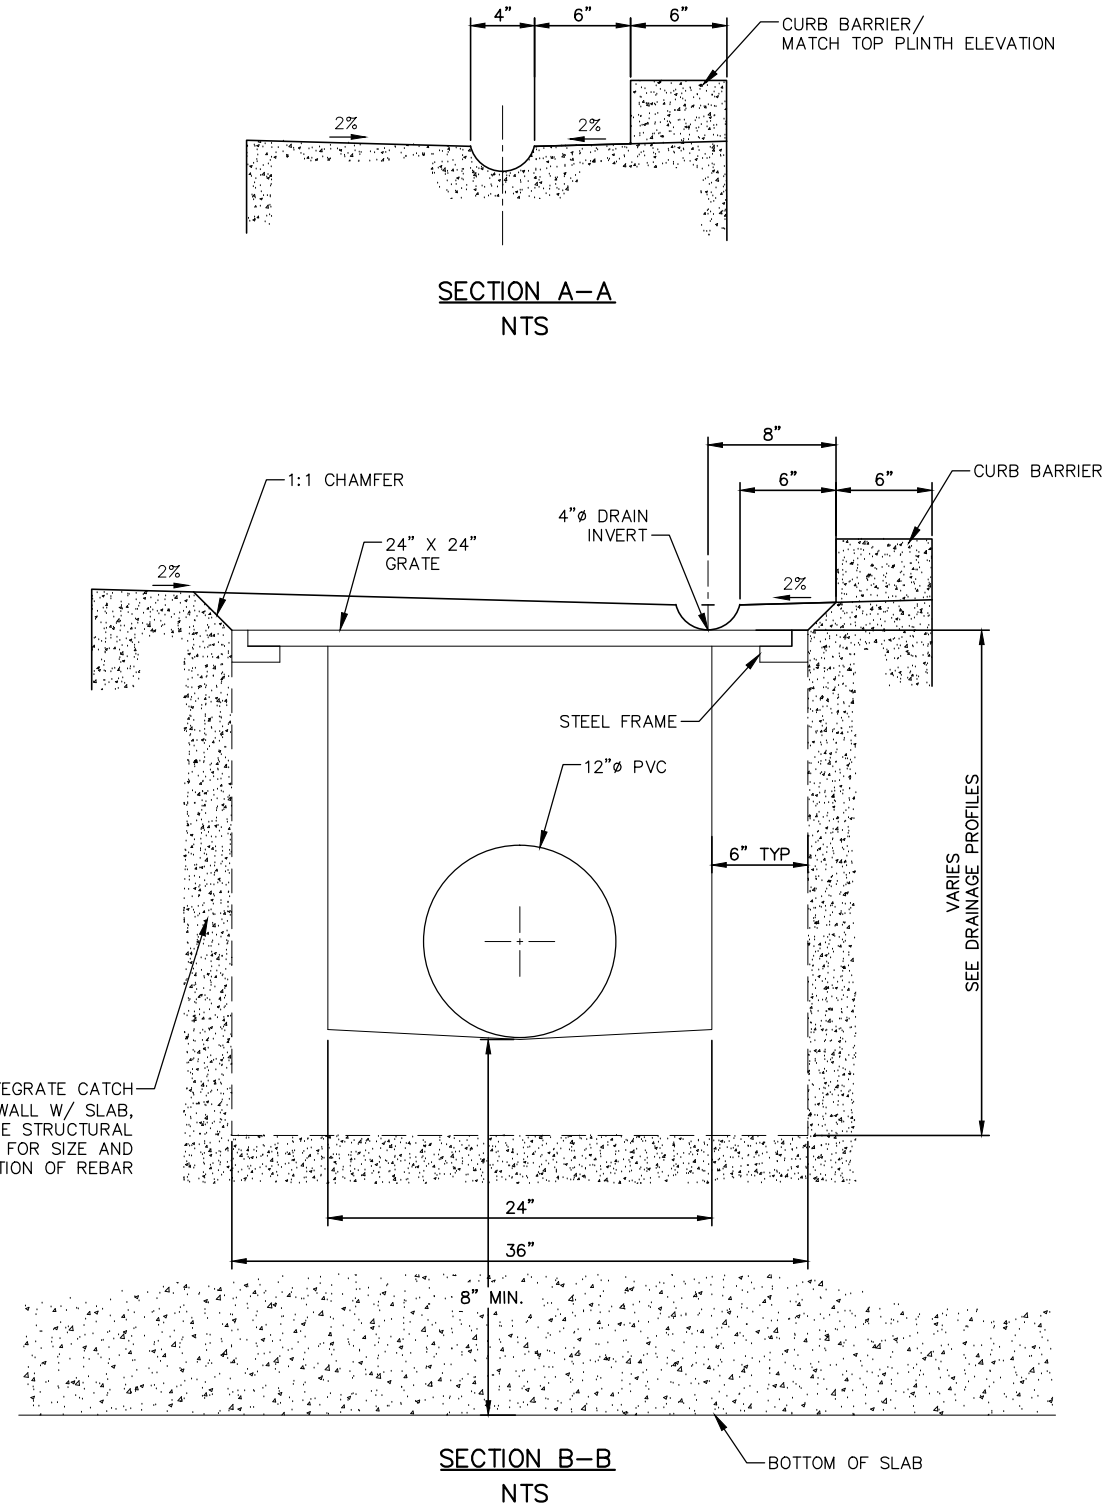 4" 6" 6"
CURB BARRIER/
MATCH TOP PLINTH ELEVATION
2% 2%
SECTION A-A
NTS
8"
6" 6"
CURB BARRIER
1:1 CHAMFER
4"ø DRAIN
INVERT
24" X 24"
GRATE
2% 2%
STEEL FRAME
12"ø PVC
6" TYP
VARIES
SEE DRAINAGE PROFILES
EGRATE CATCH
WALL W/ SLAB,
E STRUCTURAL
FOR SIZE AND
TION OF REBAR
24"
36"
8" MIN.
SECTION B-B
NTS
BOTTOM OF SLAB